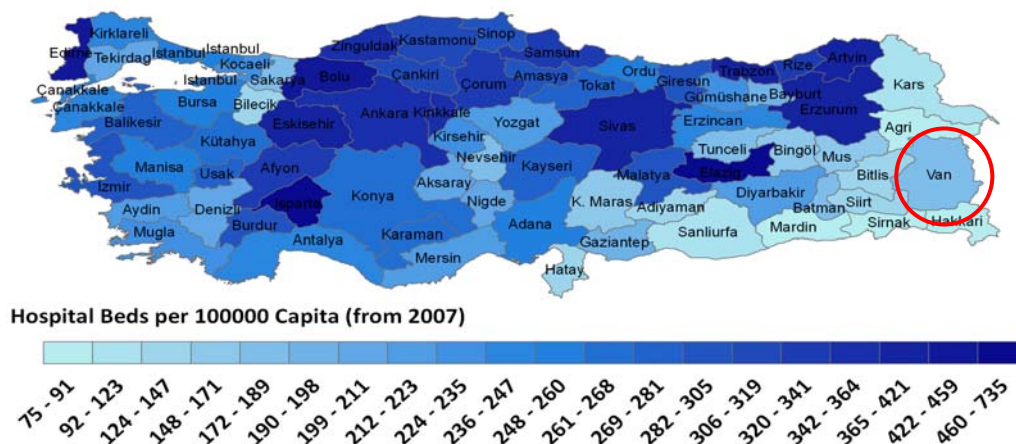 Kirklareli
Edirne
Tekirdag
Istanbul
Istanbul
Kocaeli
Istanbul
Sakarya
Çanakkale
Çanakkale
Bursa
Bilecik
Balikesir
Zinguldak
Kastamonu
Sinop
Samsun
Bolu
Çankiri
Çorum
Amasya
Tokat
Ordu
Giresun
Trabzon
Rize
Artvin
Kars
Gümüshane
Bayburt
Erzurum
Eskisehir
Ankara
Kinkkale
Yozgat
Sivas
Erzincan
Agri
Kütahya
Kirsehir
Tunceli
Bingöl
Mus
Manisa
Usak
Afyon
Nevsehir
Kayseri
Malatya
Elazig
Bitlis
Van
Izmir
Konya
Aksaray
Nigde
K. Maras
Adiyaman
Diyarbakir
Batman
Siirt
Aydin
Denizli
Isparta
Burdur
Mugla
Antalya
Karaman
Mersin
Adana
Gaziantep
Sanliurfa
Mardin
Sirnak
Hakkari
Hatay
Hospital Beds per 100000 Capita (from 2007)
75 - 91
92 - 123
124 - 147
148 - 171
172 - 189
190 - 198
199 - 211
212 - 223
224 - 235
236 - 247
248 - 260
261 - 268
269 - 281
282 - 305
306 - 319
320 - 341
342 - 364
365 - 421
422 - 459
460 - 735